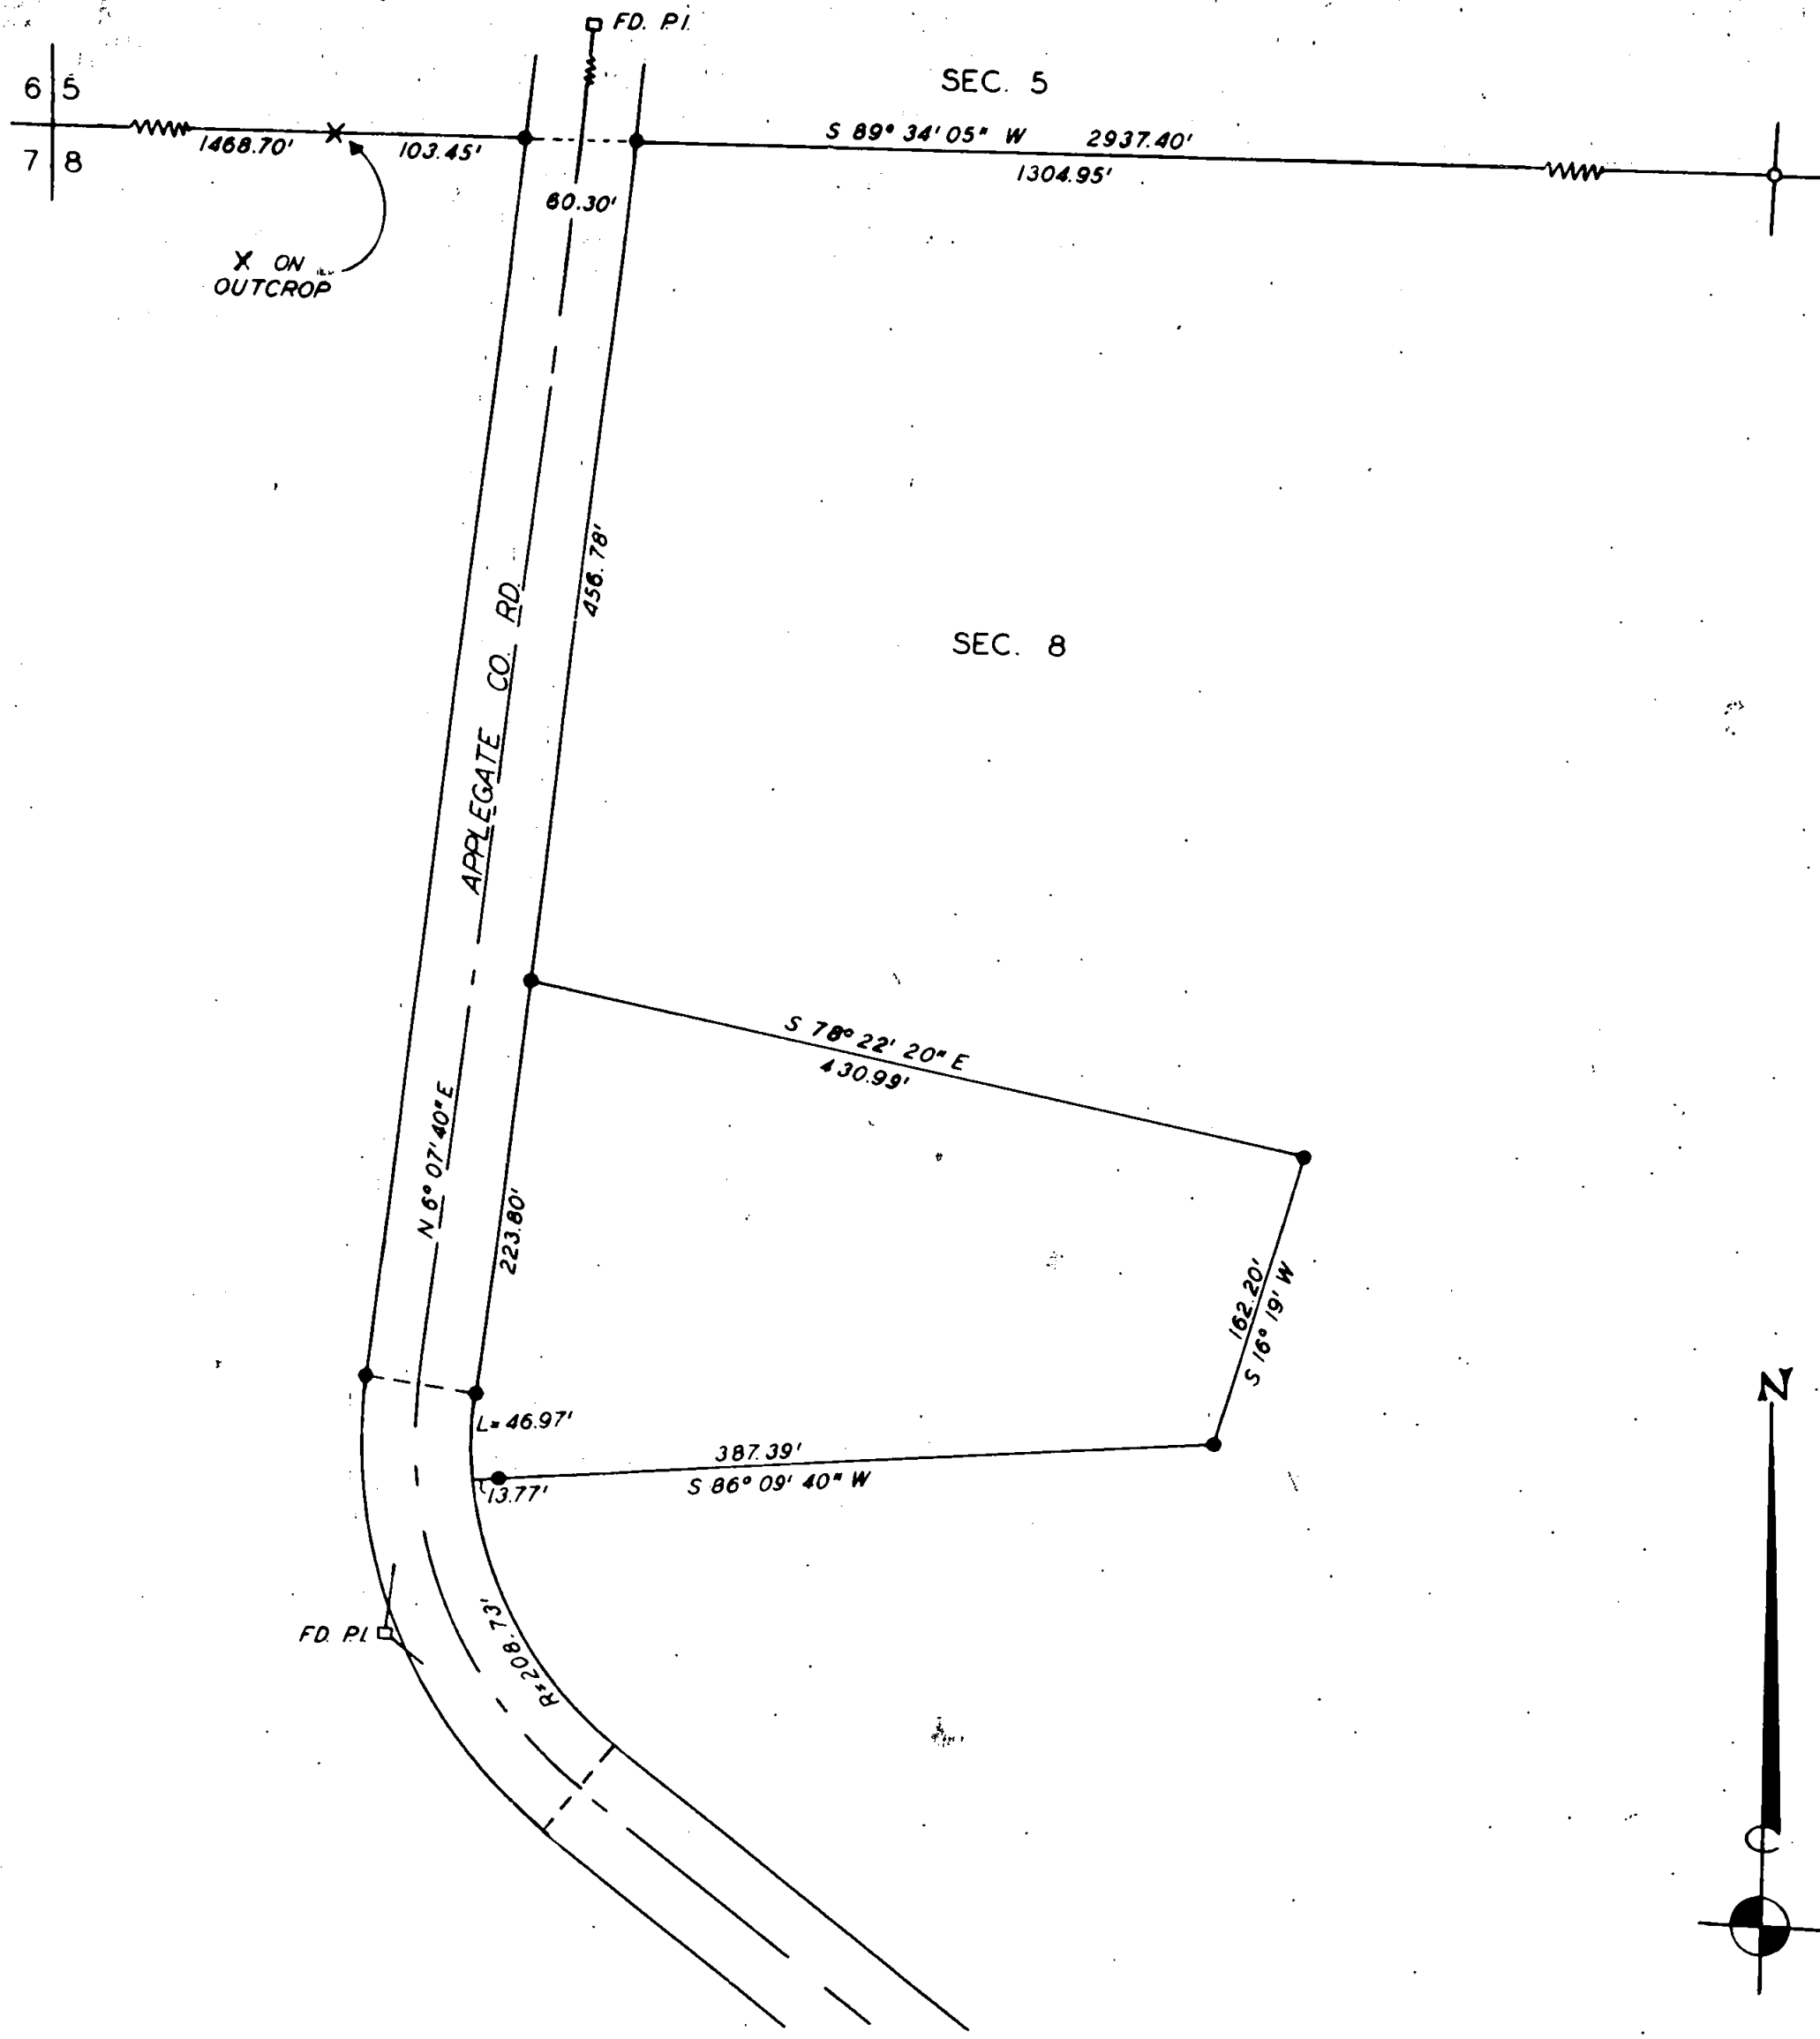 FD. P.I.
6 5
7 8
SEC. 5
1468.70'
103.45'
S 89° 34' 05" W 2937.40'
1304.95'
60.30'
X ON
OUTCROP
456.78'
APPLEGATE CO. RD.
SEC. 8
S 78° 22' 20" E
430.99'
N 6° 07' 40" E
223.80'
162.20'
S 16° 19' W
L= 46.97'
387.39'
S 86° 09' 40" W
13.77'
FD. P.I.
R=208.73'
N